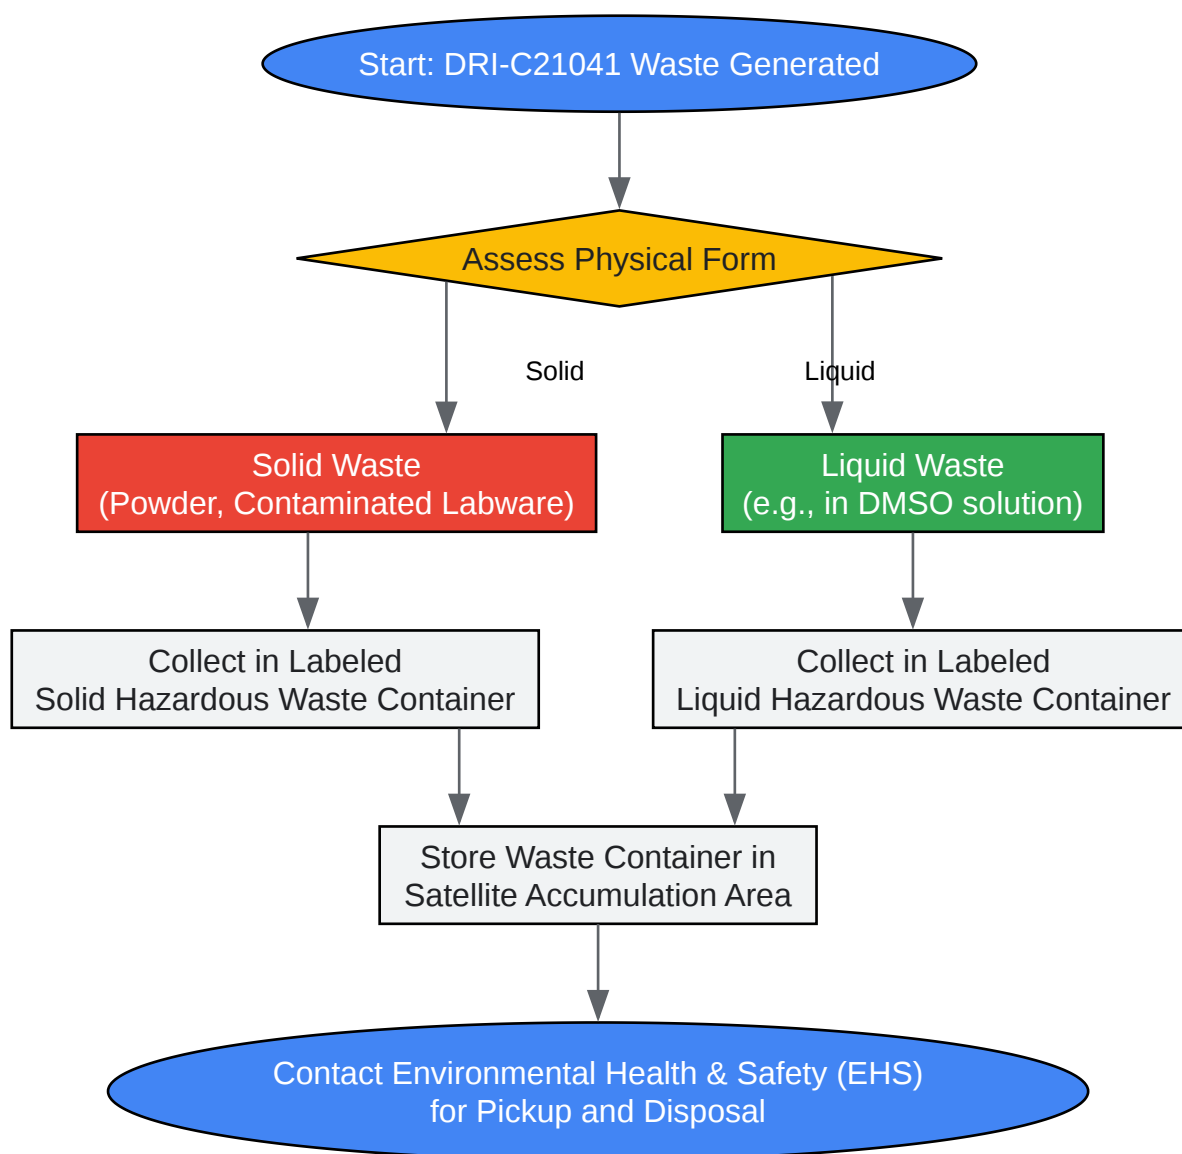 Start: DRI-C21041 Waste Generated
Assess Physical Form
Solid
Liquid
Solid Waste
(Powder, Contaminated Labware)
Liquid Waste
(e.g., in DMSO solution)
Collect in Labeled
Solid Hazardous Waste Container
Collect in Labeled
Liquid Hazardous Waste Container
Store Waste Container in
Satellite Accumulation Area
Contact Environmental Health & Safety (EHS)
for Pickup and Disposal